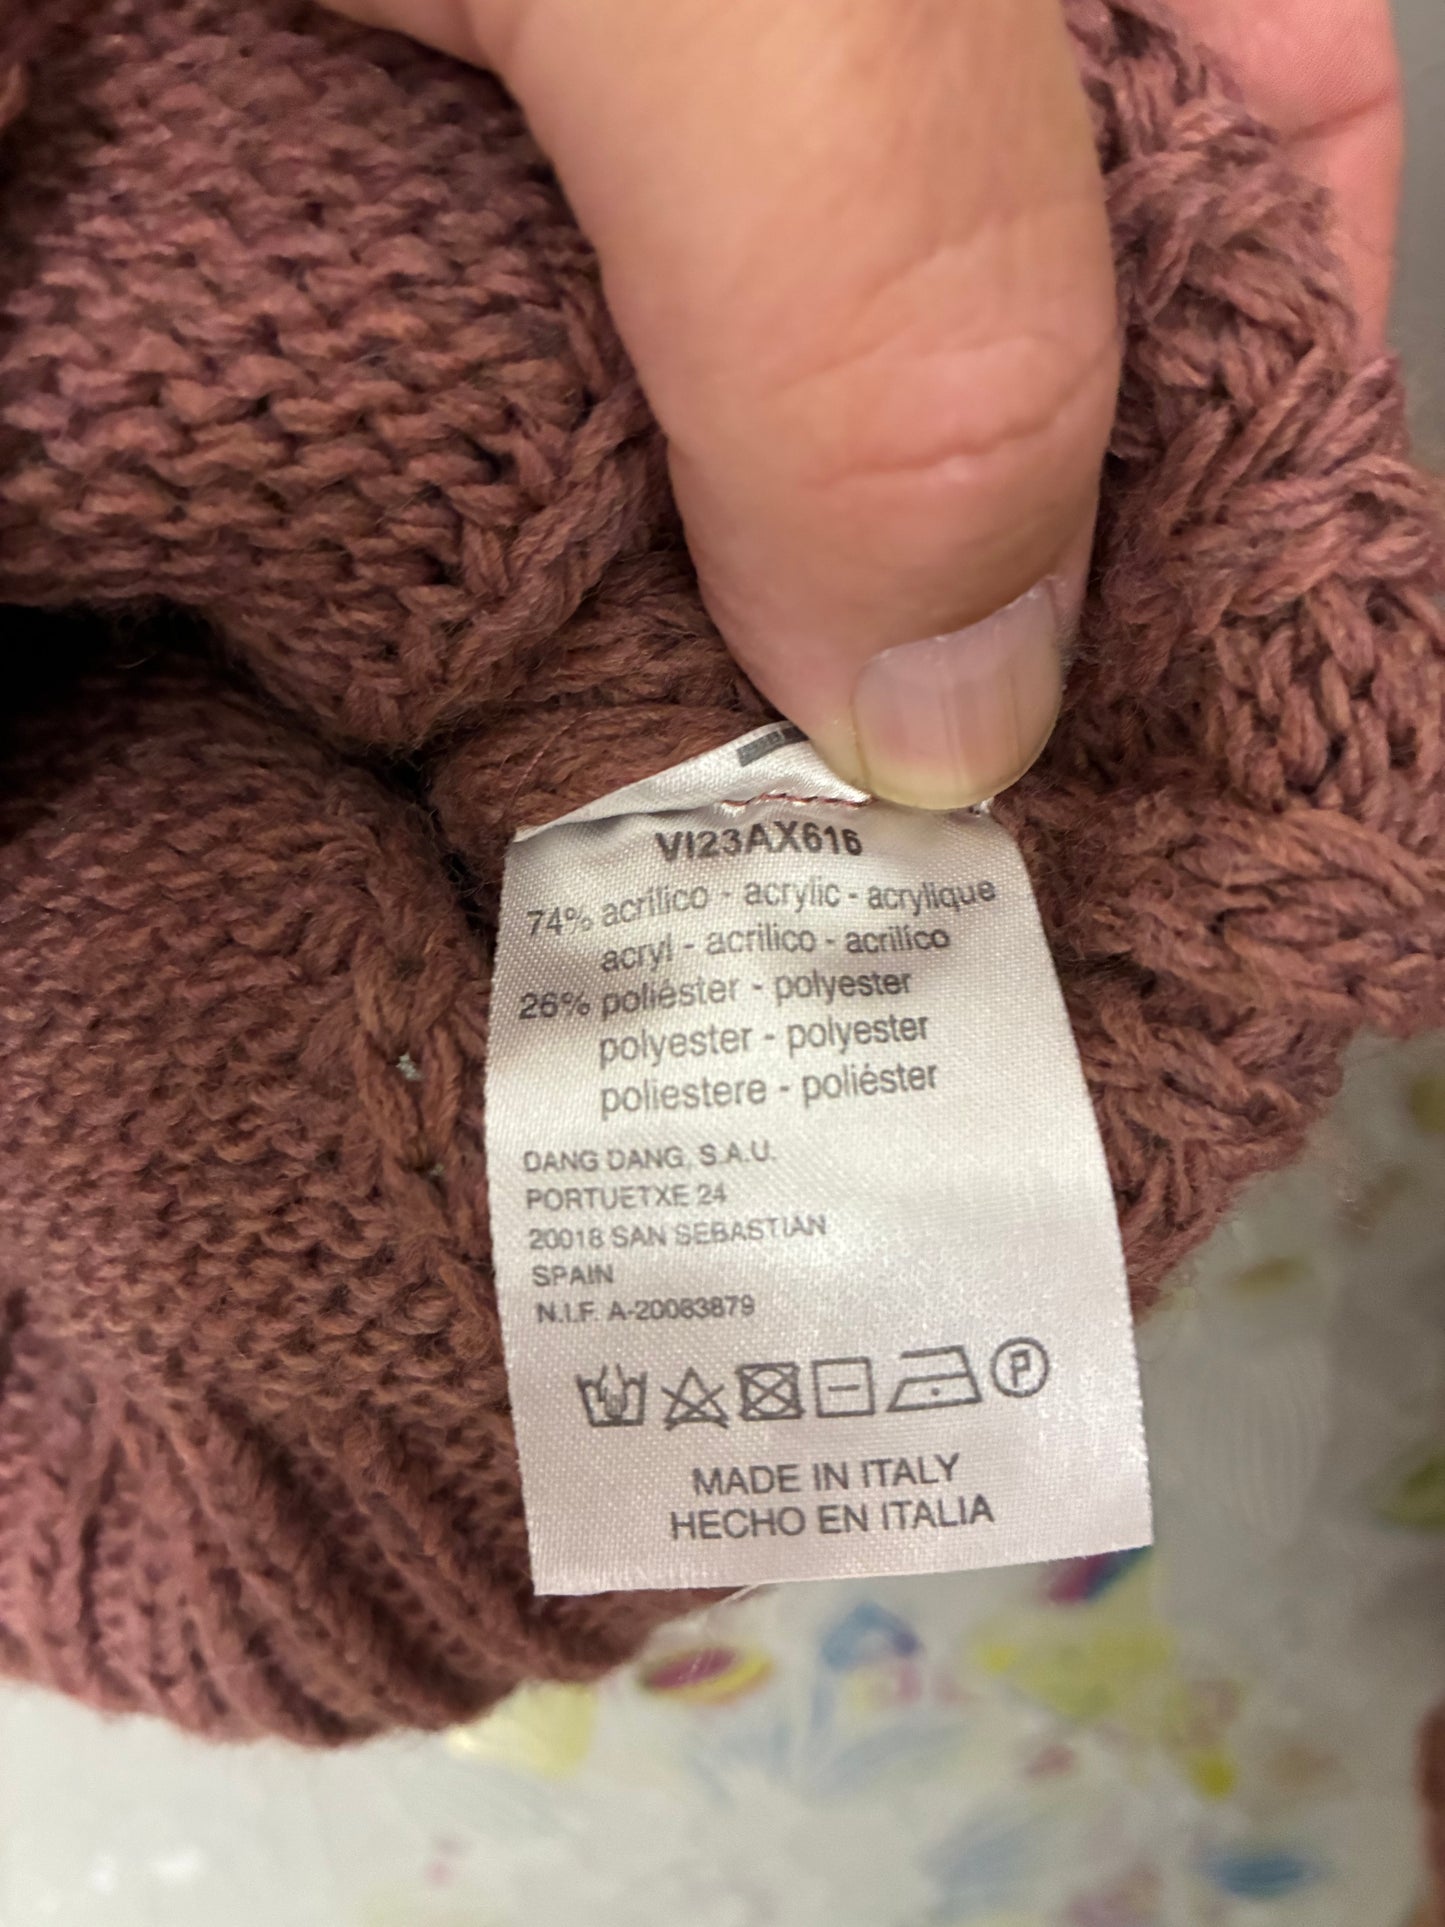 VI23AX616
74% acrílico - acrylic - acrylique
acryl - acrilico - acrilíco
26% poliéster - polyester
polyester - polyester
poliestere - poliéster
DANG DANG, S.A.U.
PORTUETXE 24
20018 SAN SEBASTIAN
SPAIN
N.I.F. A-20083879
P
MADE IN ITALY
HECHO EN ITALIA